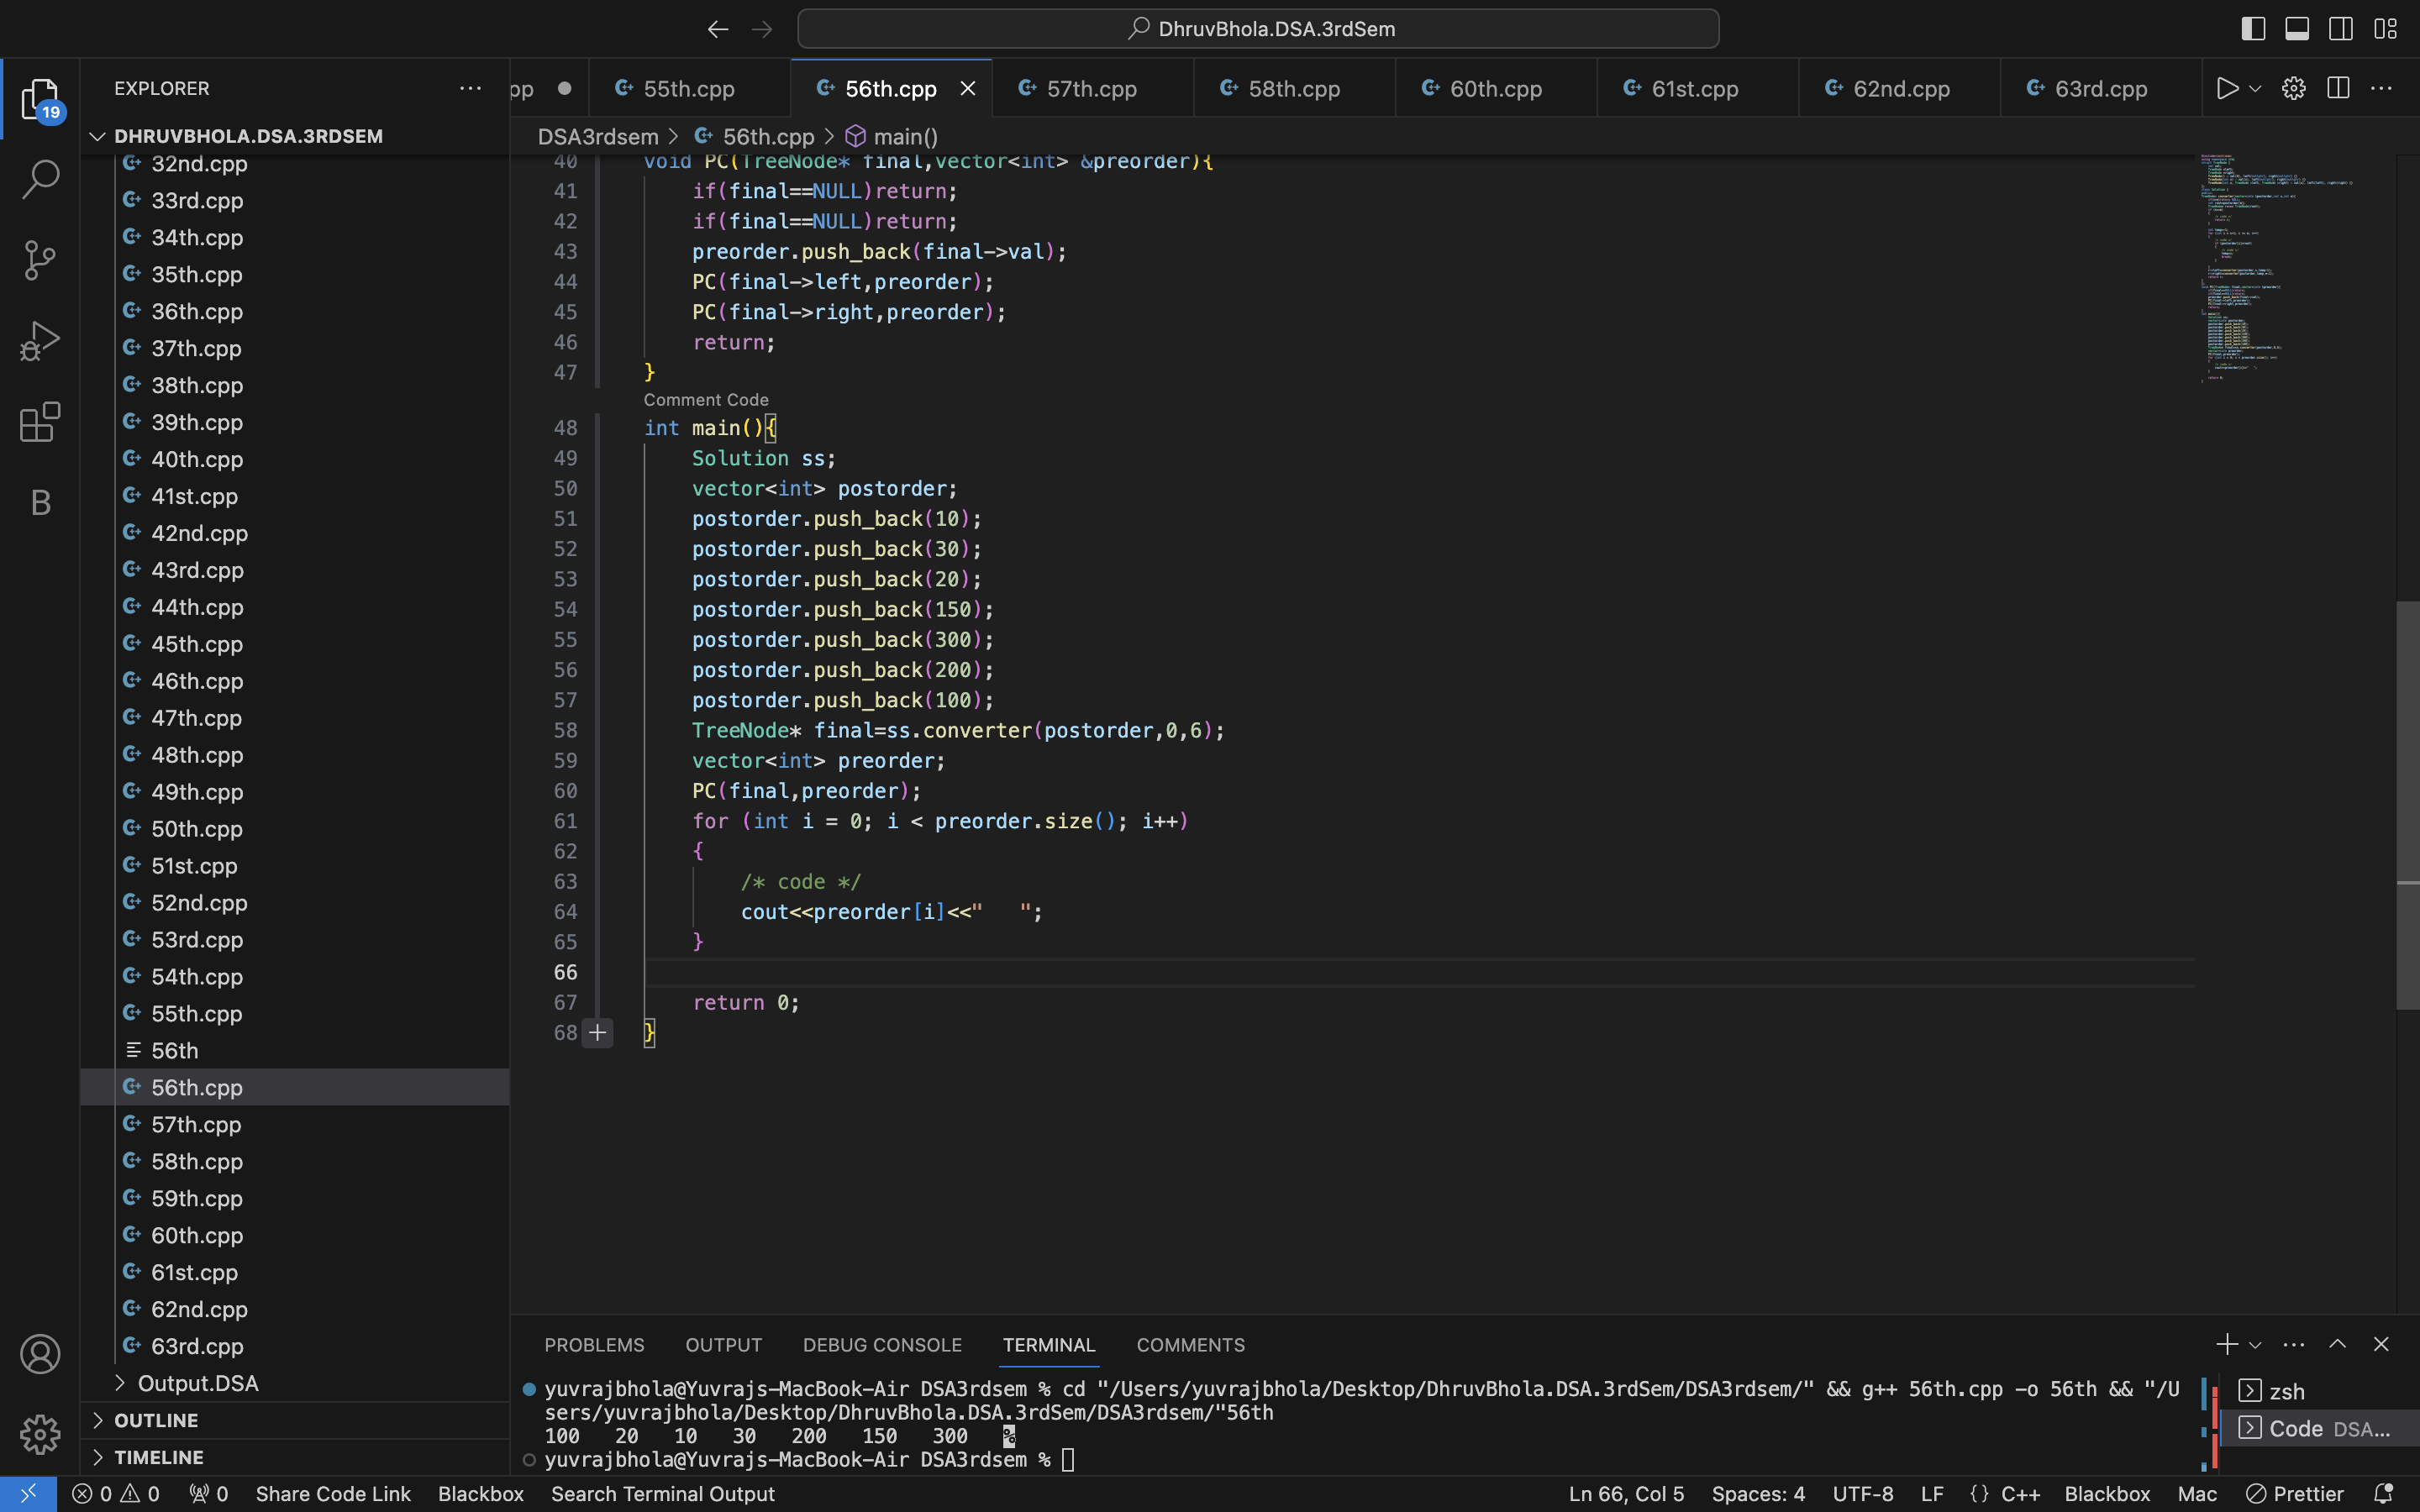 DhruvBhola.DSA.3rdSem
19
B
EXPLORER
DHRUVBHOLA.DSA.3RDSEM
32nd.cpp
33rd.cpp
34th.cpp
35th.cpp
36th.cpp
37th.cpp
38th.cpp
39th.cpp
40th.cpp
41st.cpp
42nd.cpp
43rd.cpp
44th.cpp
45th.cpp
46th.cpp
47th.cpp
48th.cpp
49th.cpp
50th.cpp
51st.cpp
52nd.cpp
53rd.cpp
54th.cpp
55th.cpp
56th
56th.cpp
57th.cpp
58th.cpp
59th.cpp
60th.cpp
61st.cpp
62nd.cpp
63rd.cpp
Output.DSA
OUTLINE
TIMELINE
pp 55th.cpp 56th.cpp 57th.cpp 58th.cpp 60th.cpp 61st.cpp 62nd.cpp 63rd.cpp
DSA3rdsem > 56th.cpp > main()
40 void PC(TreeNode* final,vector<int> &preorder){
41 if(final==NULL)return;
42 if(final==NULL)return;
43 preorder.push_back(final->val);
44 PC(final->left,preorder);
45 PC(final->right,preorder);
46 return;
47 }
Comment Code
48 int main(){
49 Solution ss;
50 vector<int> postorder;
51 postorder.push_back(10);
52 postorder.push_back(30);
53 postorder.push_back(20);
54 postorder.push_back(150);
55 postorder.push_back(300);
56 postorder.push_back(200);
57 postorder.push_back(100);
58 TreeNode* final=ss.converter(postorder,0,6);
59 vector<int> preorder;
60 PC(final,preorder);
61 for (int i = 0; i < preorder.size(); i++)
62 {
63 /* code */
64 cout<<preorder[i]<<"   ";
65 }
66
67 return 0;
68 }
PROBLEMS OUTPUT DEBUG CONSOLE TERMINAL COMMENTS
yuvrajbhola@Yuvrajs-MacBook-Air DSA3rdsem % cd "/Users/yuvrajbhola/Desktop/DhruvBhola.DSA.3rdSem/DSA3rdsem/" && g++ 56th.cpp -o 56th && "/U
sers/yuvrajbhola/Desktop/DhruvBhola.DSA.3rdSem/DSA3rdsem/"56th
100   20   10   30   200   150   300   %
yuvrajbhola@Yuvrajs-MacBook-Air DSA3rdsem %
zsh
Code DSA...
0 0 0 Share Code Link Blackbox Search Terminal Output Ln 66, Col 5 Spaces: 4 UTF-8 LF {} C++ Blackbox Mac Prettier